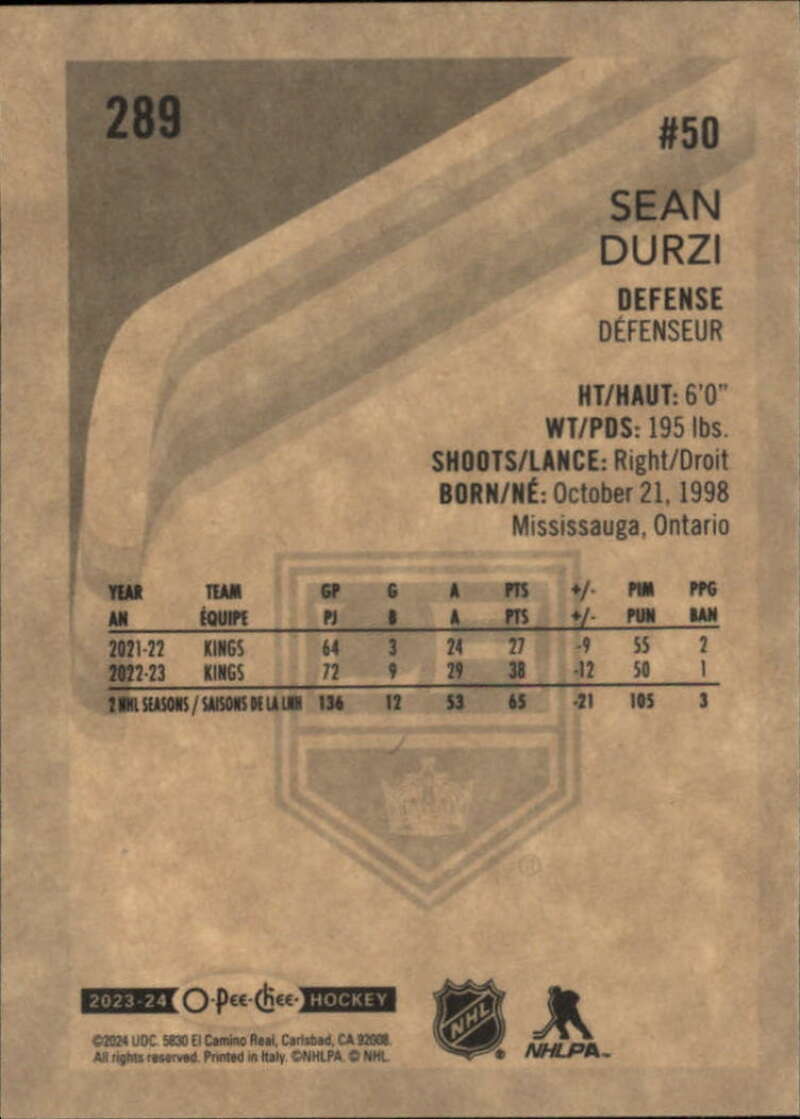 289
#50
SEAN
DURZI
DEFENSE
DÉFENSEUR
HT/HAUT: 6'0"
WT/PDS: 195 lbs.
SHOOTS/LANCE: Right/Droit
BORN/NÉ: October 21, 1998
Mississauga, Ontario
YEAR TEAM GP G A PTS +/- PIM PPG
AN ÉQUIPE PJ B A PTS +/- PUN BAN
2021-22 KINGS 64 3 24 27 -9 55 2
2022-23 KINGS 72 9 29 38 -12 50 1
2 NHL SEASONS / SAISONS DE LA LNH 136 12 53 65 -21 105 3
2023-24 O-Pee-Chee HOCKEY
©2024 UDC. 5830 El Camino Real, Carlsbad, CA 92008.
All rights reserved. Printed in Italy. ©NHLPA. © NHL.
NHL
NHLPA